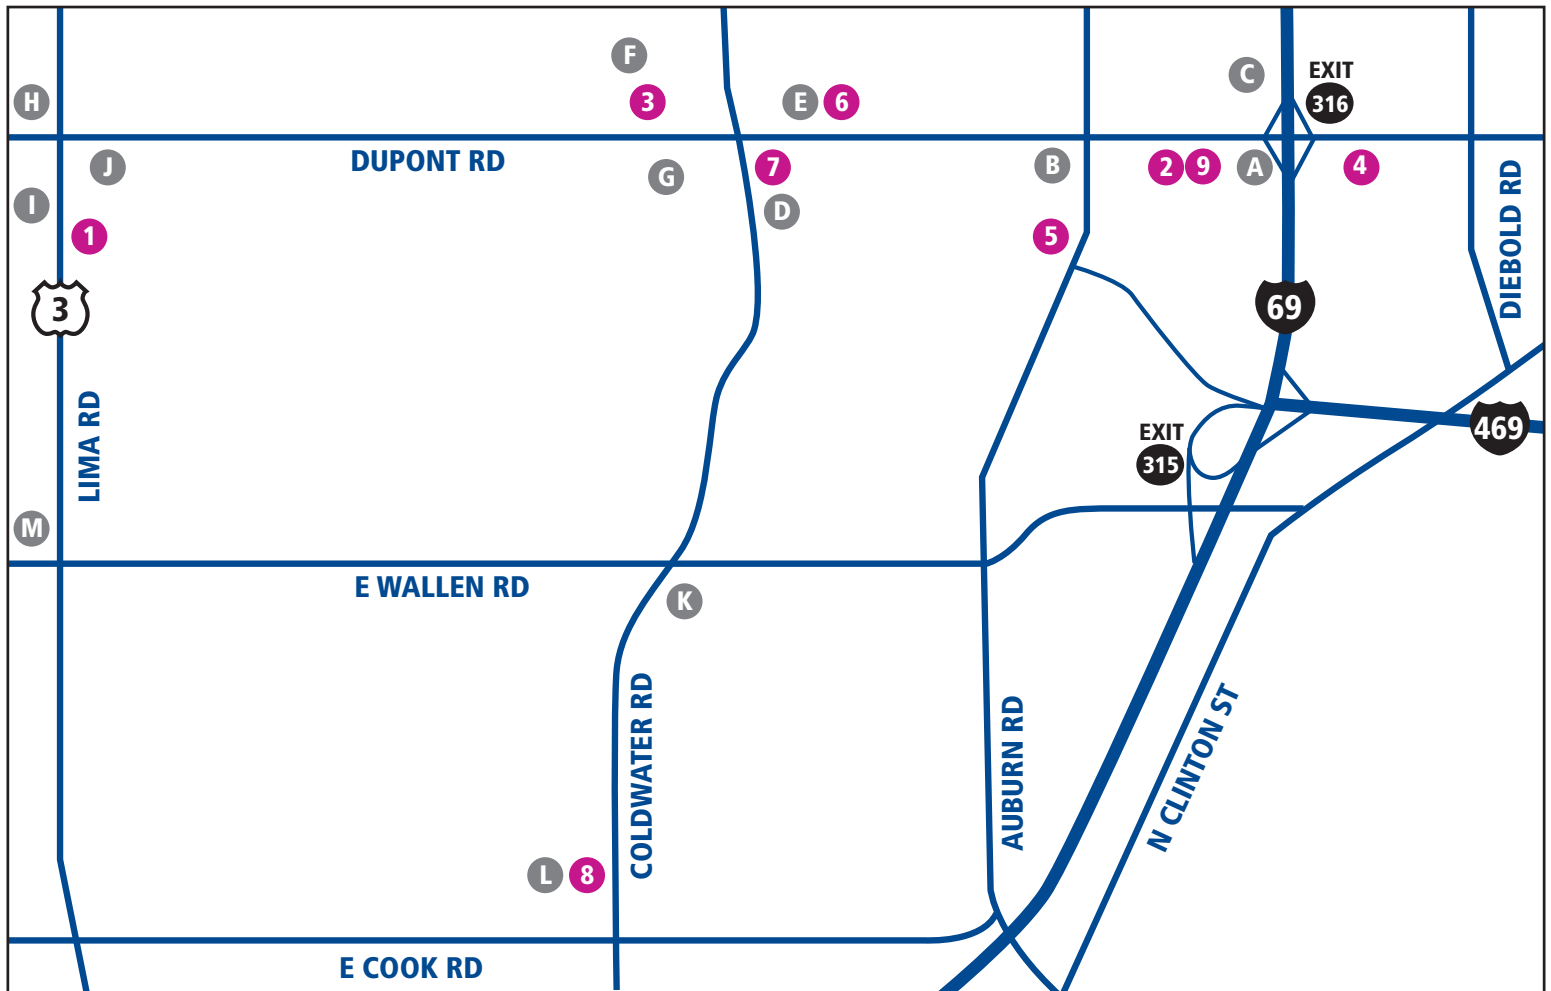 F
C
EXIT
316
H
3
E
6
DUPONT RD
J
G
7
B
2
9
A
4
I
D
DIEBOLD RD
1
5
3
69
LIMA RD
EXIT
315
469
M
E WALLEN RD
K
COLDWATER RD
AUBURN RD
N CLINTON ST
L
8
E COOK RD